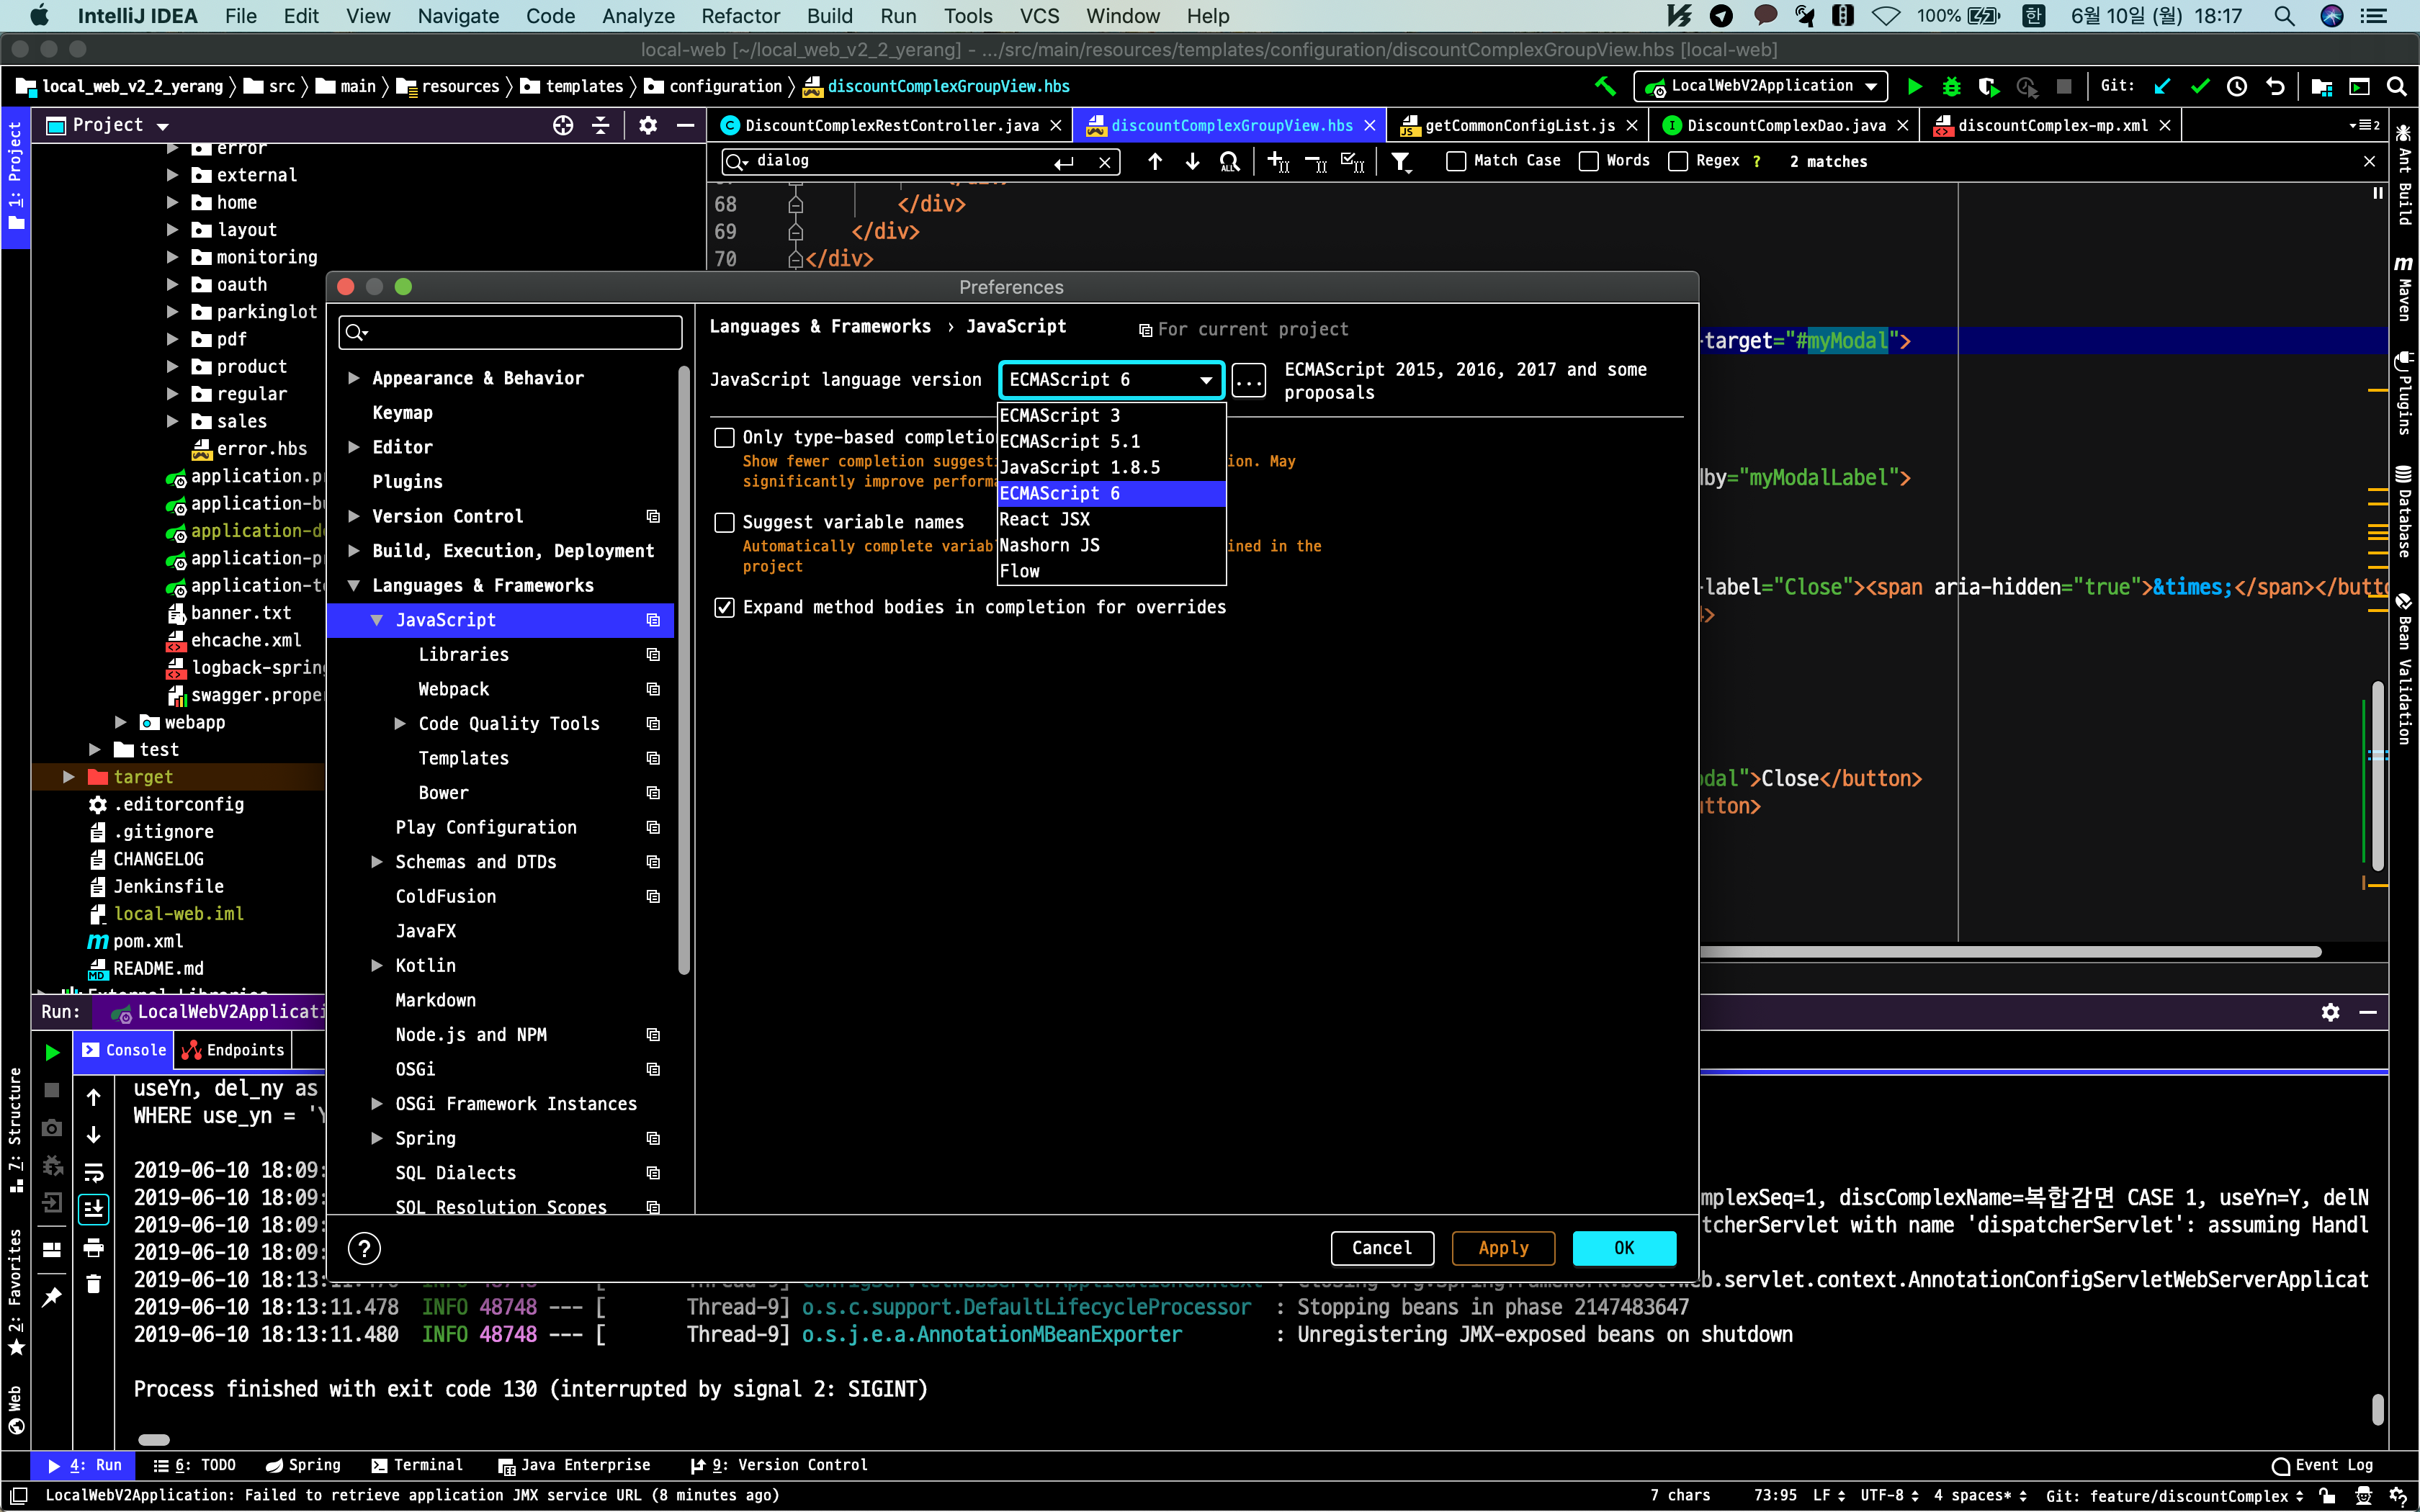 IntelliJ IDEA File Edit View Navigate Code Analyze Refactor Build Run Tools VCS Window Help 100% 한 6월 10일 (월) 18:17
local-web [~/local_web_v2_2_yerang] - .../src/main/resources/templates/configuration/discountComplexGroupView.hbs [local-web]
local_web_v2_2_yerang src main resources templates configuration discountComplexGroupView.hbs LocalWebV2Application Git:
Project
DiscountComplexRestController.java discountComplexGroupView.hbs getCommonConfigList.js DiscountComplexDao.java discountComplex-mp.xml 2
dialog Match Case Words Regex ? 2 matches
1: Project
7: Structure
2: Favorites
Web
Ant Build
Maven
Plugins
Database
Bean Validation
error
external
home
layout
monitoring
oauth
parkinglot
pdf
product
regular
sales
error.hbs
application.p
application-b
application-d
application-p
application-t
banner.txt
ehcache.xml
logback-sprin
swagger.prope
webapp
test
target
.editorconfig
.gitignore
CHANGELOG
Jenkinsfile
local-web.iml
pom.xml
README.md
External Libraries
68 </div>
69 </div>
70 </div>
-target="#myModal">
by="myModalLabel">
-label="Close"><span aria-hidden="true">&times;</span></butt
>
dal">Close</button>
tton>
Preferences
Appearance & Behavior
Keymap
Editor
Plugins
Version Control
Build, Execution, Deployment
Languages & Frameworks
JavaScript
Libraries
Webpack
Code Quality Tools
Templates
Bower
Play Configuration
Schemas and DTDs
ColdFusion
JavaFX
Kotlin
Markdown
Node.js and NPM
OSGi
OSGi Framework Instances
Spring
SQL Dialects
SQL Resolution Scopes
Languages & Frameworks › JavaScript For current project
JavaScript language version ECMAScript 6 ... ECMAScript 2015, 2016, 2017 and some
proposals
ECMAScript 3
ECMAScript 5.1
JavaScript 1.8.5
ECMAScript 6
React JSX
Nashorn JS
Flow
Only type-based completio
Show fewer completion suggest ion. May
significantly improve perform
Suggest variable names
Automatically complete variab ined in the
project
Expand method bodies in completion for overrides
? Cancel Apply OK
Run: LocalWebV2Applicati
Console Endpoints
useYn, del_ny as
WHERE use_yn = 'Y
2019-06-10 18:09:
2019-06-10 18:09: mplexSeq=1, discComplexName=복합감면 CASE 1, useYn=Y, delN
2019-06-10 18:09: tcherServlet with name 'dispatcherServlet': assuming Handl
2019-06-10 18:09:
2019-06-10 18:13: eb.servlet.context.AnnotationConfigServletWebServerApplicat
2019-06-10 18:13:11.478 INFO 48748 --- [ Thread-9] o.s.c.support.DefaultLifecycleProcessor : Stopping beans in phase 2147483647
2019-06-10 18:13:11.480 INFO 48748 --- [ Thread-9] o.s.j.e.a.AnnotationMBeanExporter : Unregistering JMX-exposed beans on shutdown
Process finished with exit code 130 (interrupted by signal 2: SIGINT)
4: Run 6: TODO Spring Terminal Java Enterprise 9: Version Control Event Log
LocalWebV2Application: Failed to retrieve application JMX service URL (8 minutes ago) 7 chars 73:95 LF UTF-8 4 spaces* Git: feature/discountComplex